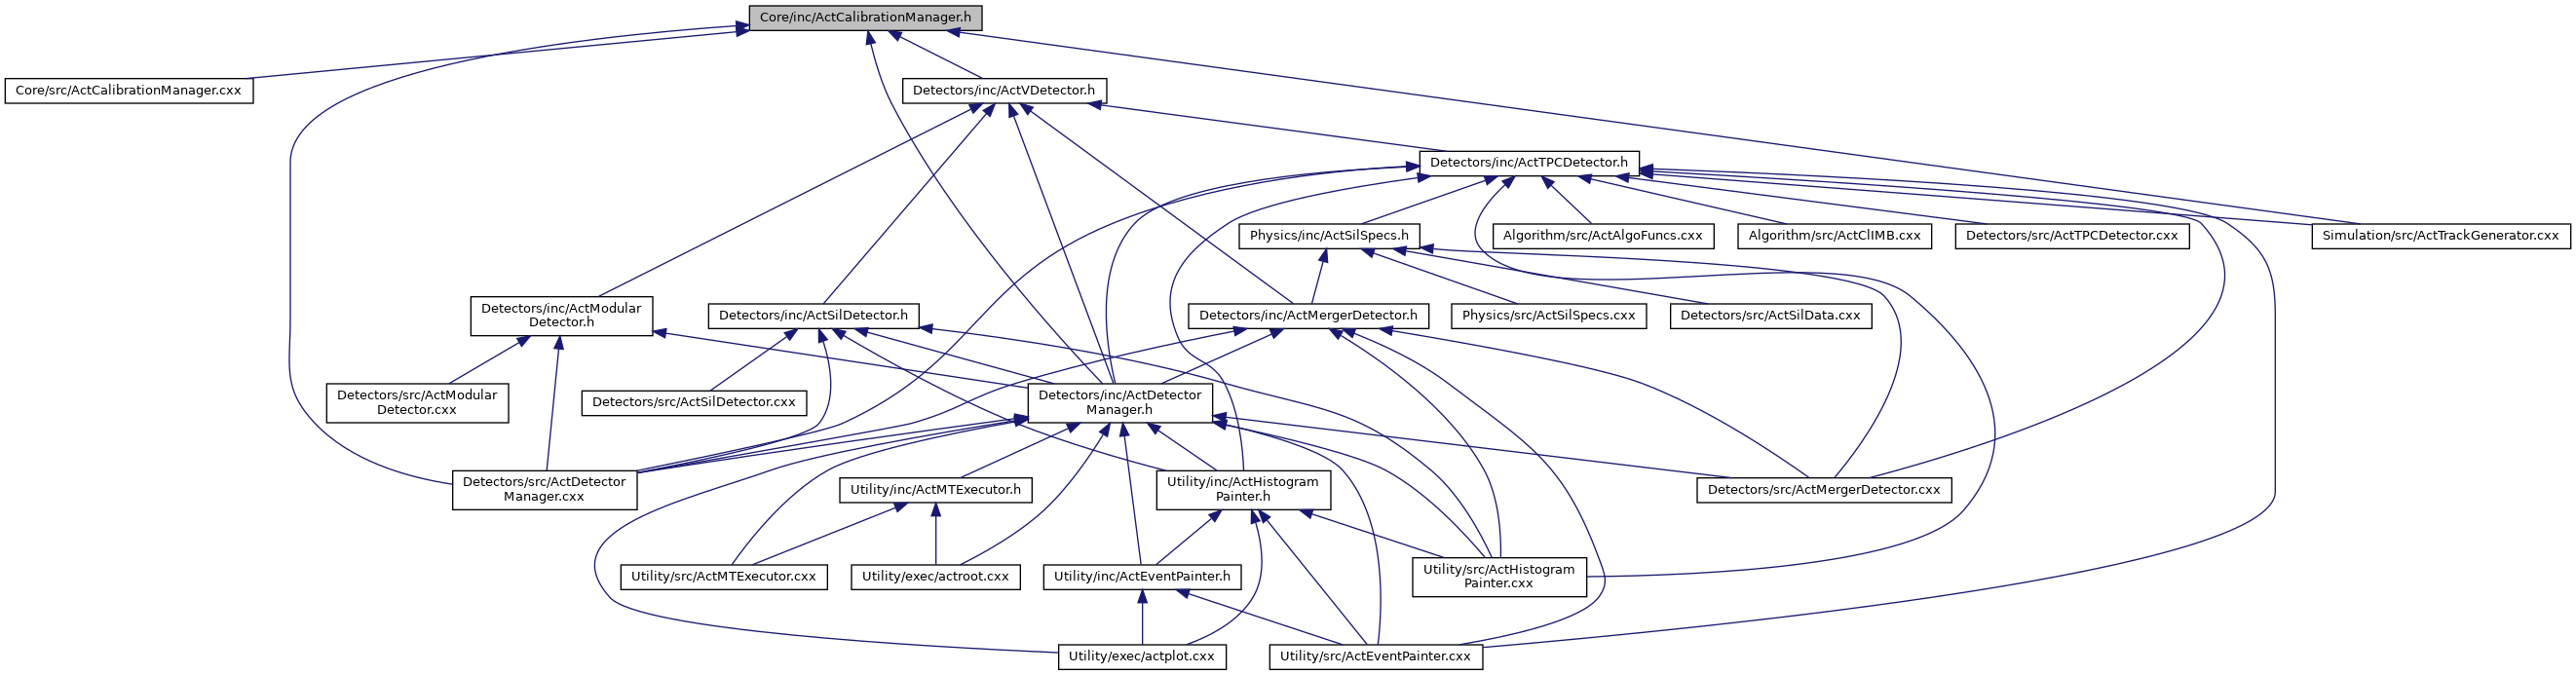 Core/inc/ActCalibrationManager.h
Core/src/ActCalibrationManager.cxx
Detectors/inc/ActVDetector.h
Detectors/inc/ActTPCDetector.h
Physics/inc/ActSilSpecs.h
Algorithm/src/ActAlgoFuncs.cxx
Algorithm/src/ActClIMB.cxx
Detectors/src/ActTPCDetector.cxx
Simulation/src/ActTrackGenerator.cxx
Detectors/inc/ActModular
Detector.h
Detectors/inc/ActSilDetector.h
Detectors/inc/ActMergerDetector.h
Physics/src/ActSilSpecs.cxx
Detectors/src/ActSilData.cxx
Detectors/src/ActModular
Detector.cxx
Detectors/src/ActSilDetector.cxx
Detectors/inc/ActDetector
Manager.h
Detectors/src/ActDetector
Manager.cxx
Utility/inc/ActMTExecutor.h
Utility/inc/ActHistogram
Painter.h
Detectors/src/ActMergerDetector.cxx
Utility/src/ActMTExecutor.cxx
Utility/exec/actroot.cxx
Utility/inc/ActEventPainter.h
Utility/src/ActHistogram
Painter.cxx
Utility/exec/actplot.cxx
Utility/src/ActEventPainter.cxx